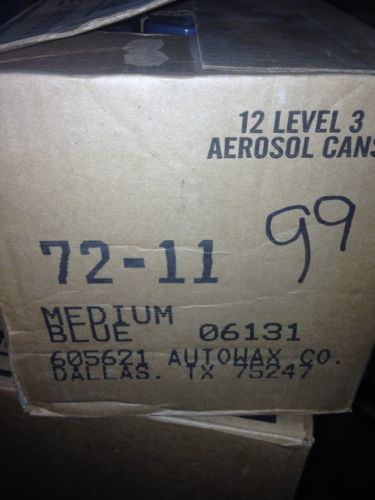 12 LEVEL 3
AEROSOL CANS
99
72-11
MEDIUM
BLUE 06131
605621 AUTOWAX CO.
DALLAS. TX 75247